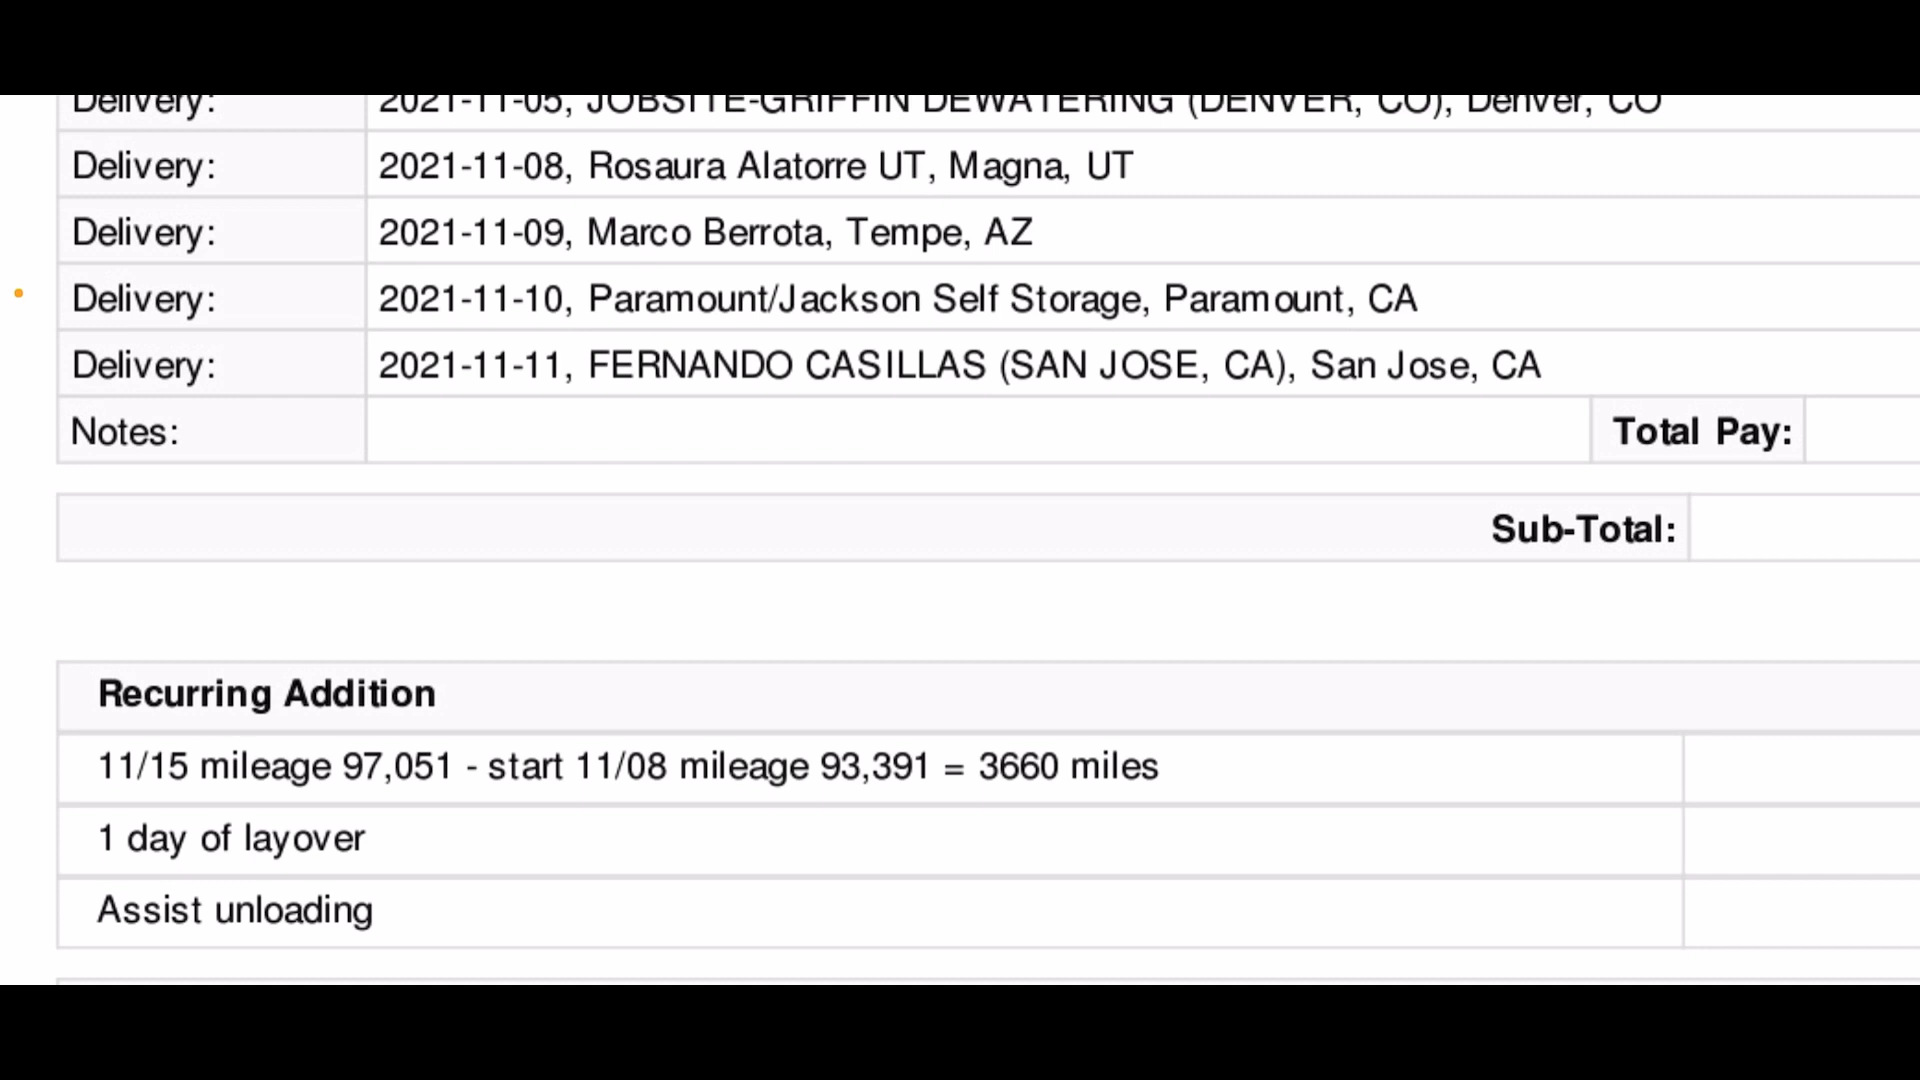 Delivery: 2021-11-05, JOBSITE-GRIFFIN DEWATERING (DENVER, CO), Denver, CO
Delivery: 2021-11-08, Rosaura Alatorre UT, Magna, UT
Delivery: 2021-11-09, Marco Berrota, Tempe, AZ
Delivery: 2021-11-10, Paramount/Jackson Self Storage, Paramount, CA
Delivery: 2021-11-11, FERNANDO CASILLAS (SAN JOSE, CA), San Jose, CA
Notes: Total Pay:
Sub-Total:
Recurring Addition
11/15 mileage 97,051 - start 11/08 mileage 93,391 = 3660 miles
1 day of layover
Assist unloading